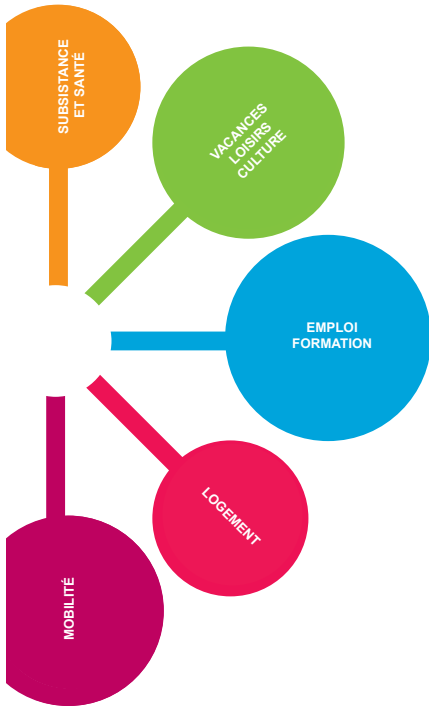 SUBSISTANCE
ET SANTÉ
VACANCES
LOISIRS
CULTURE
EMPLOI
FORMATION
LOGEMENT
MOBILITÉ